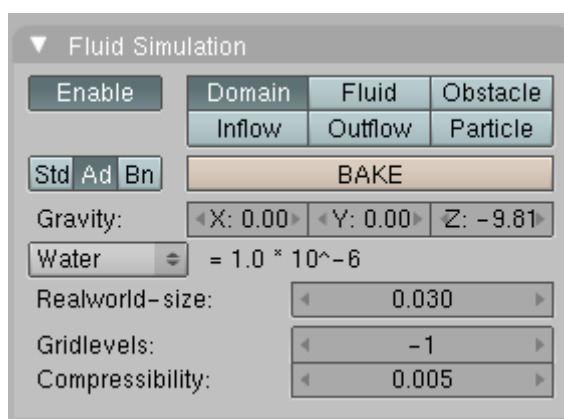 Fluid Simulation
Enable Domain Fluid Obstacle
Inflow Outflow Particle
Std Ad Bn BAKE
Gravity: X: 0.00 Y: 0.00 Z: -9.81
Water = 1.0 * 10^-6
Realworld-size: 0.030
Gridlevels: -1
Compressibility: 0.005